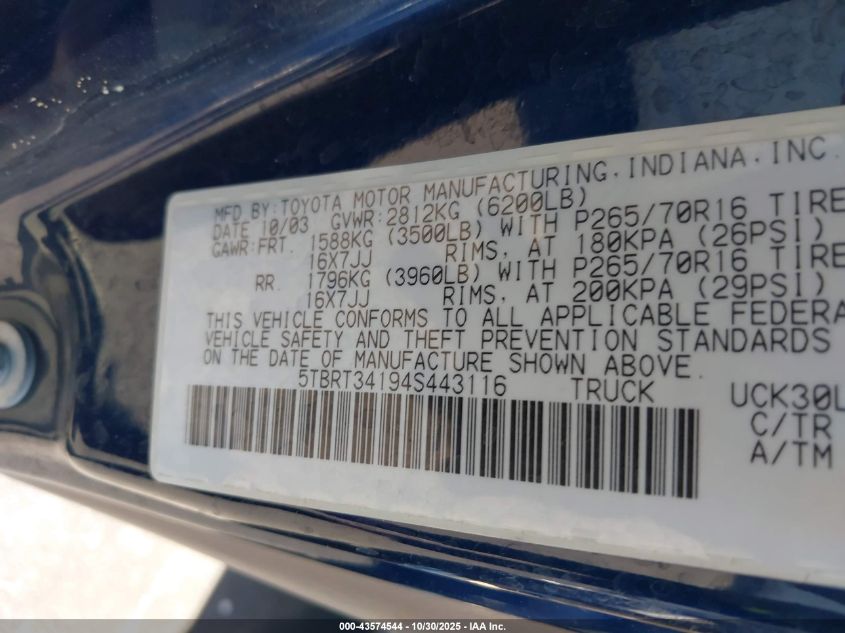 MFD BY: TOYOTA MOTOR MANUFACTURING, INDIANA, INC.
DATE 10/03 GVWR: 2812KG (6200LB)
GAWR: FRT. 1588KG (3500LB) WITH P265/70R16 TIRE
16X7JJ RIMS, AT 180KPA (26PSI)
RR. 1796KG (3960LB) WITH P265/70R16 TIRE
16X7JJ RIMS, AT 200KPA (29PSI)
THIS VEHICLE CONFORMS TO ALL APPLICABLE FEDERA
VEHICLE SAFETY AND THEFT PREVENTION STANDARDS
ON THE DATE OF MANUFACTURE SHOWN ABOVE.
5TBRT34194S443116 TRUCK UCK30L
C/TR
A/TM
000-43574544 - 10/30/2025 - IAA Inc.